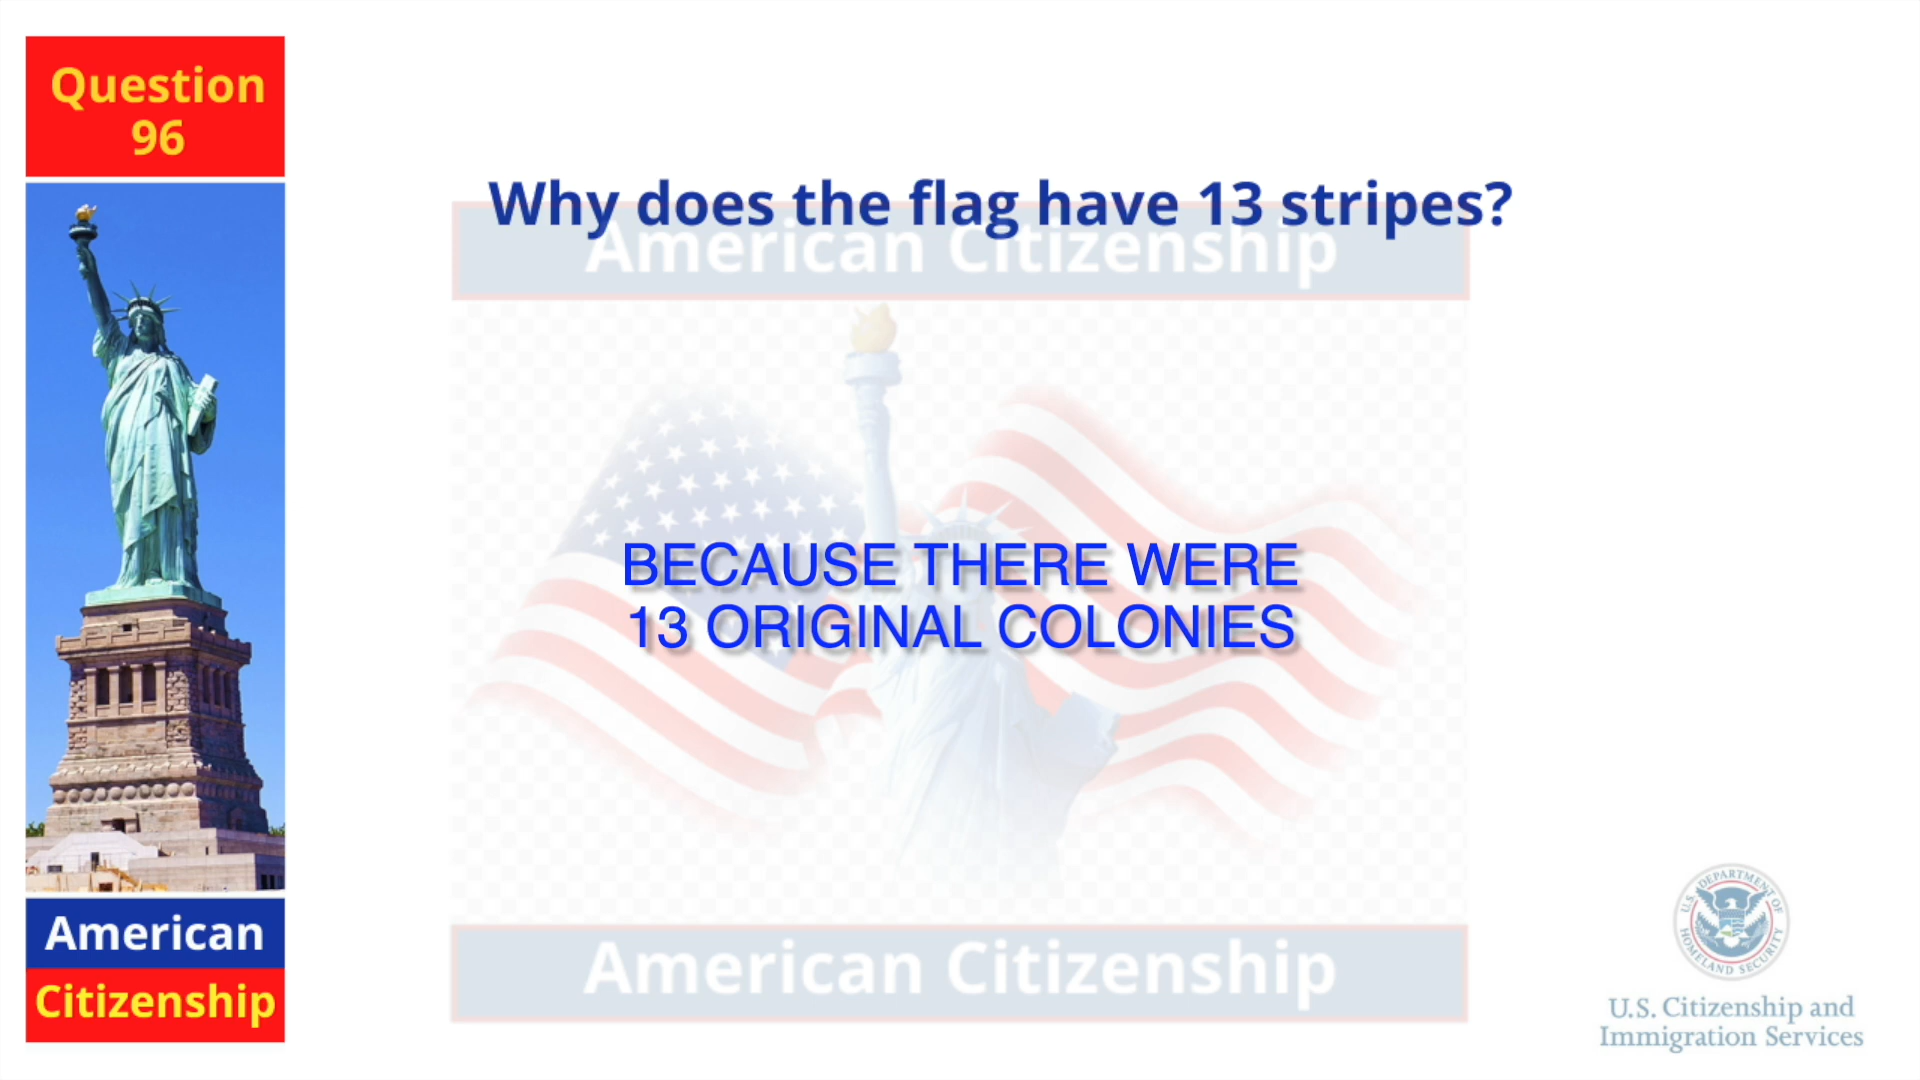 Question
96
Why does the flag have 13 stripes?
American Citizenship
BECAUSE THERE WERE
13 ORIGINAL COLONIES
American
Citizenship
American Citizenship
U.S. DEPARTMENT OF
HOMELAND SECURITY
U.S. Citizenship and
Immigration Services